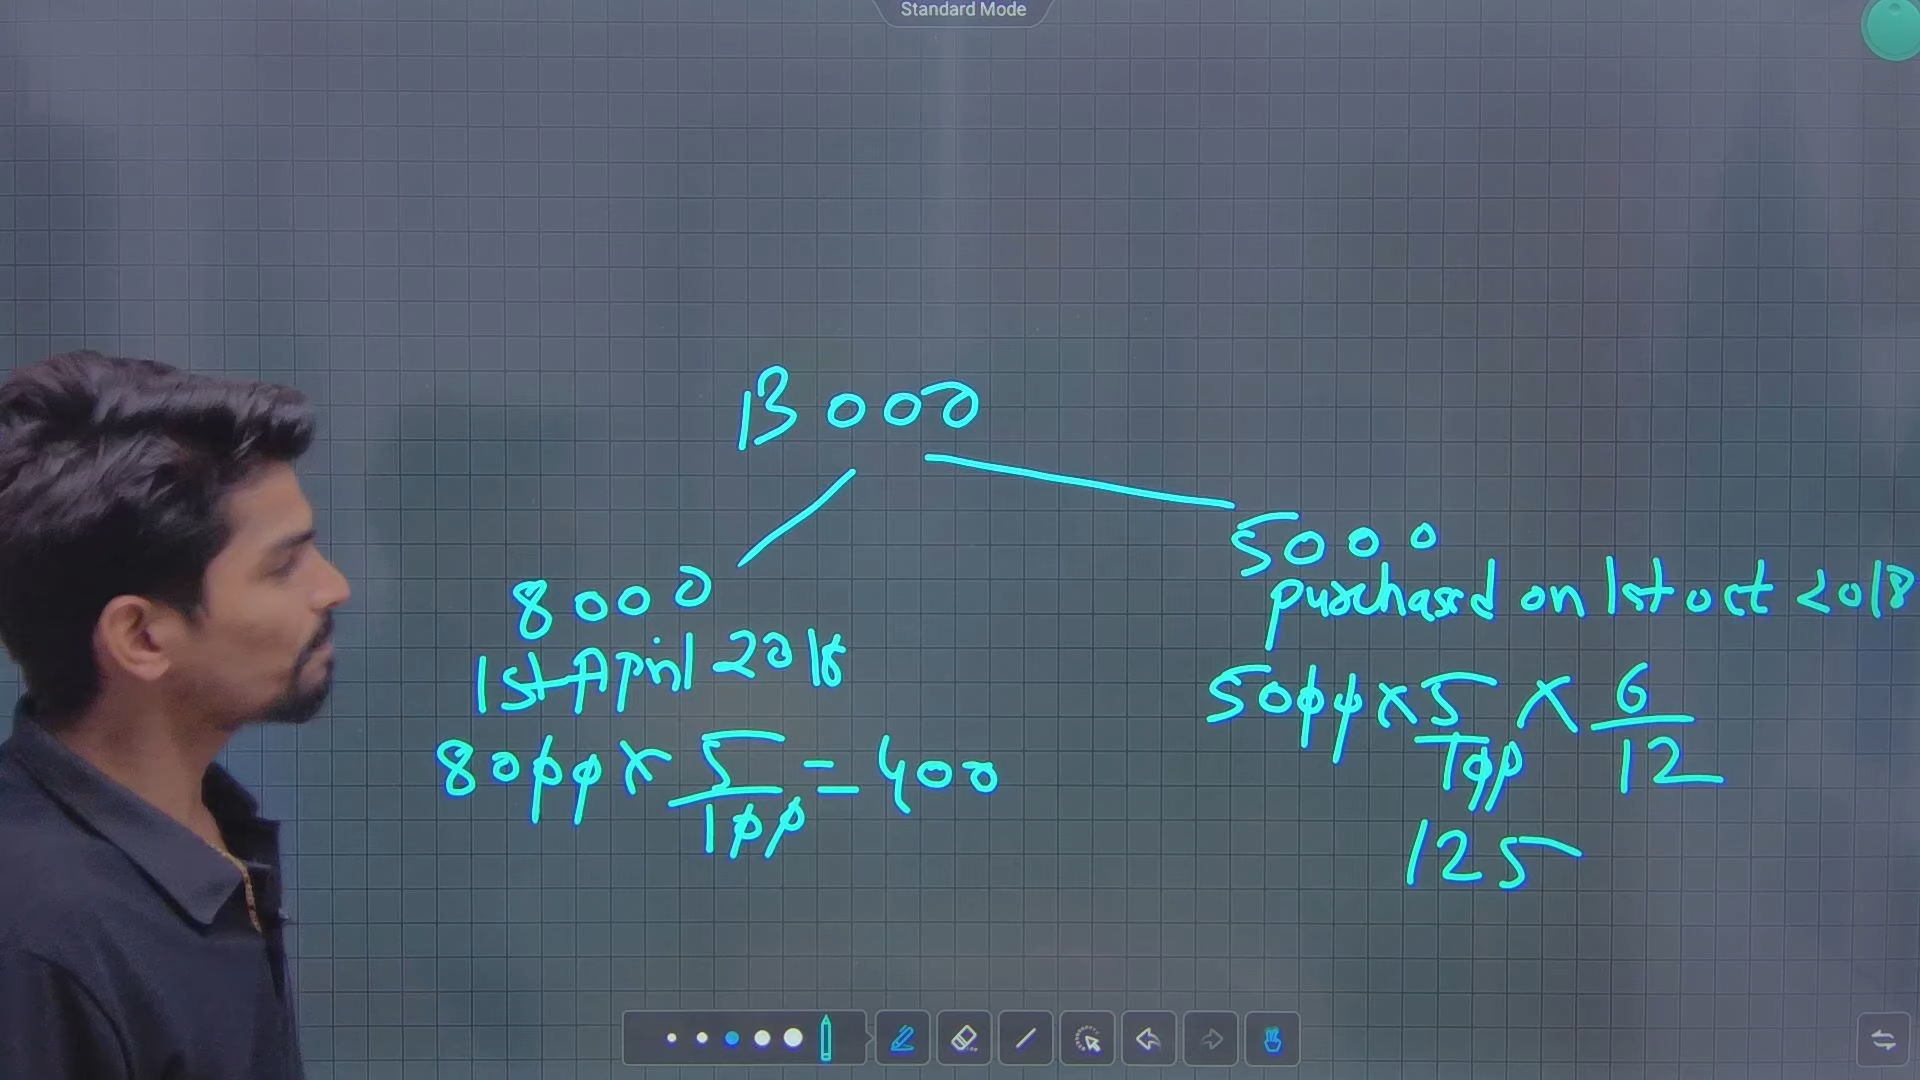 Standard Mode
13000
8000
1st April 2018
8000 x 5/100 = 400
5000
purchased on 1st oct 2018
5000 x 5/100 x 6/12
125